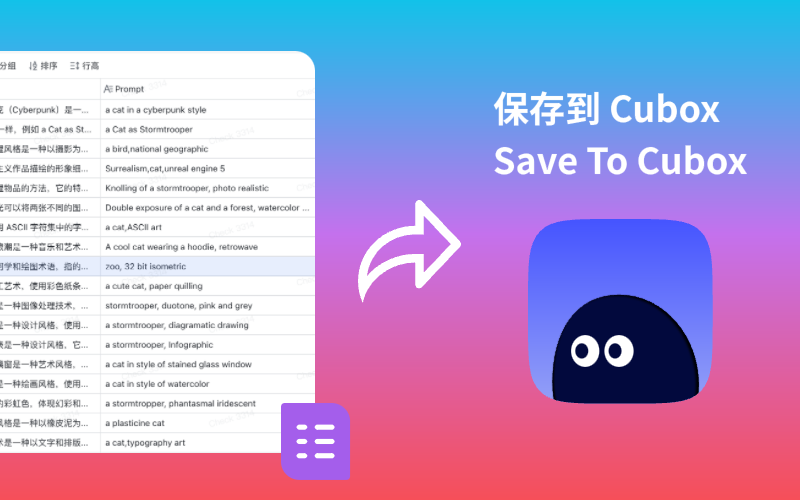 分组 排序 行高
Prompt
(Cyberpunk) 是一... a cat in a cyberpunk style
一样，例如 a Cat as St... a Cat as Stormtrooper
风格是一种以摄影为... a bird,national geographic
主义作品描绘的形象细... Surrealism,cat,unreal engine 5
物品的方法，它的特... Knolling of a stormtrooper, photo realistic
可以将两张不同的图... Double exposure of a cat and a forest, watercolor ...
用 ASCII 字符集中的字... a cat,ASCII art
浪潮是一种音乐和艺术... A cool cat wearing a hoodie, retrowave
何学和绘图术语，指的... zoo, 32 bit isometric
工艺术，使用彩色纸条... a cute cat, paper quilling
是一种图像处理技术，... stormtrooper, duotone, pink and grey
是一种设计风格，使用... a stormtrooper, diagramatic drawing
是一种设计风格，它... a stormtrooper, Infographic
窗是一种艺术风格，... a cat in style of stained glass window
是一种绘画风格，使用... a cat in style of watercolor
的彩虹色，体现幻彩和... a stormtropper, phantasmal iridescent
风格是一种以橡皮泥为... a plasticine cat
术是一种以文字和排版... a cat,typography art
保存到 Cubox
Save To Cubox